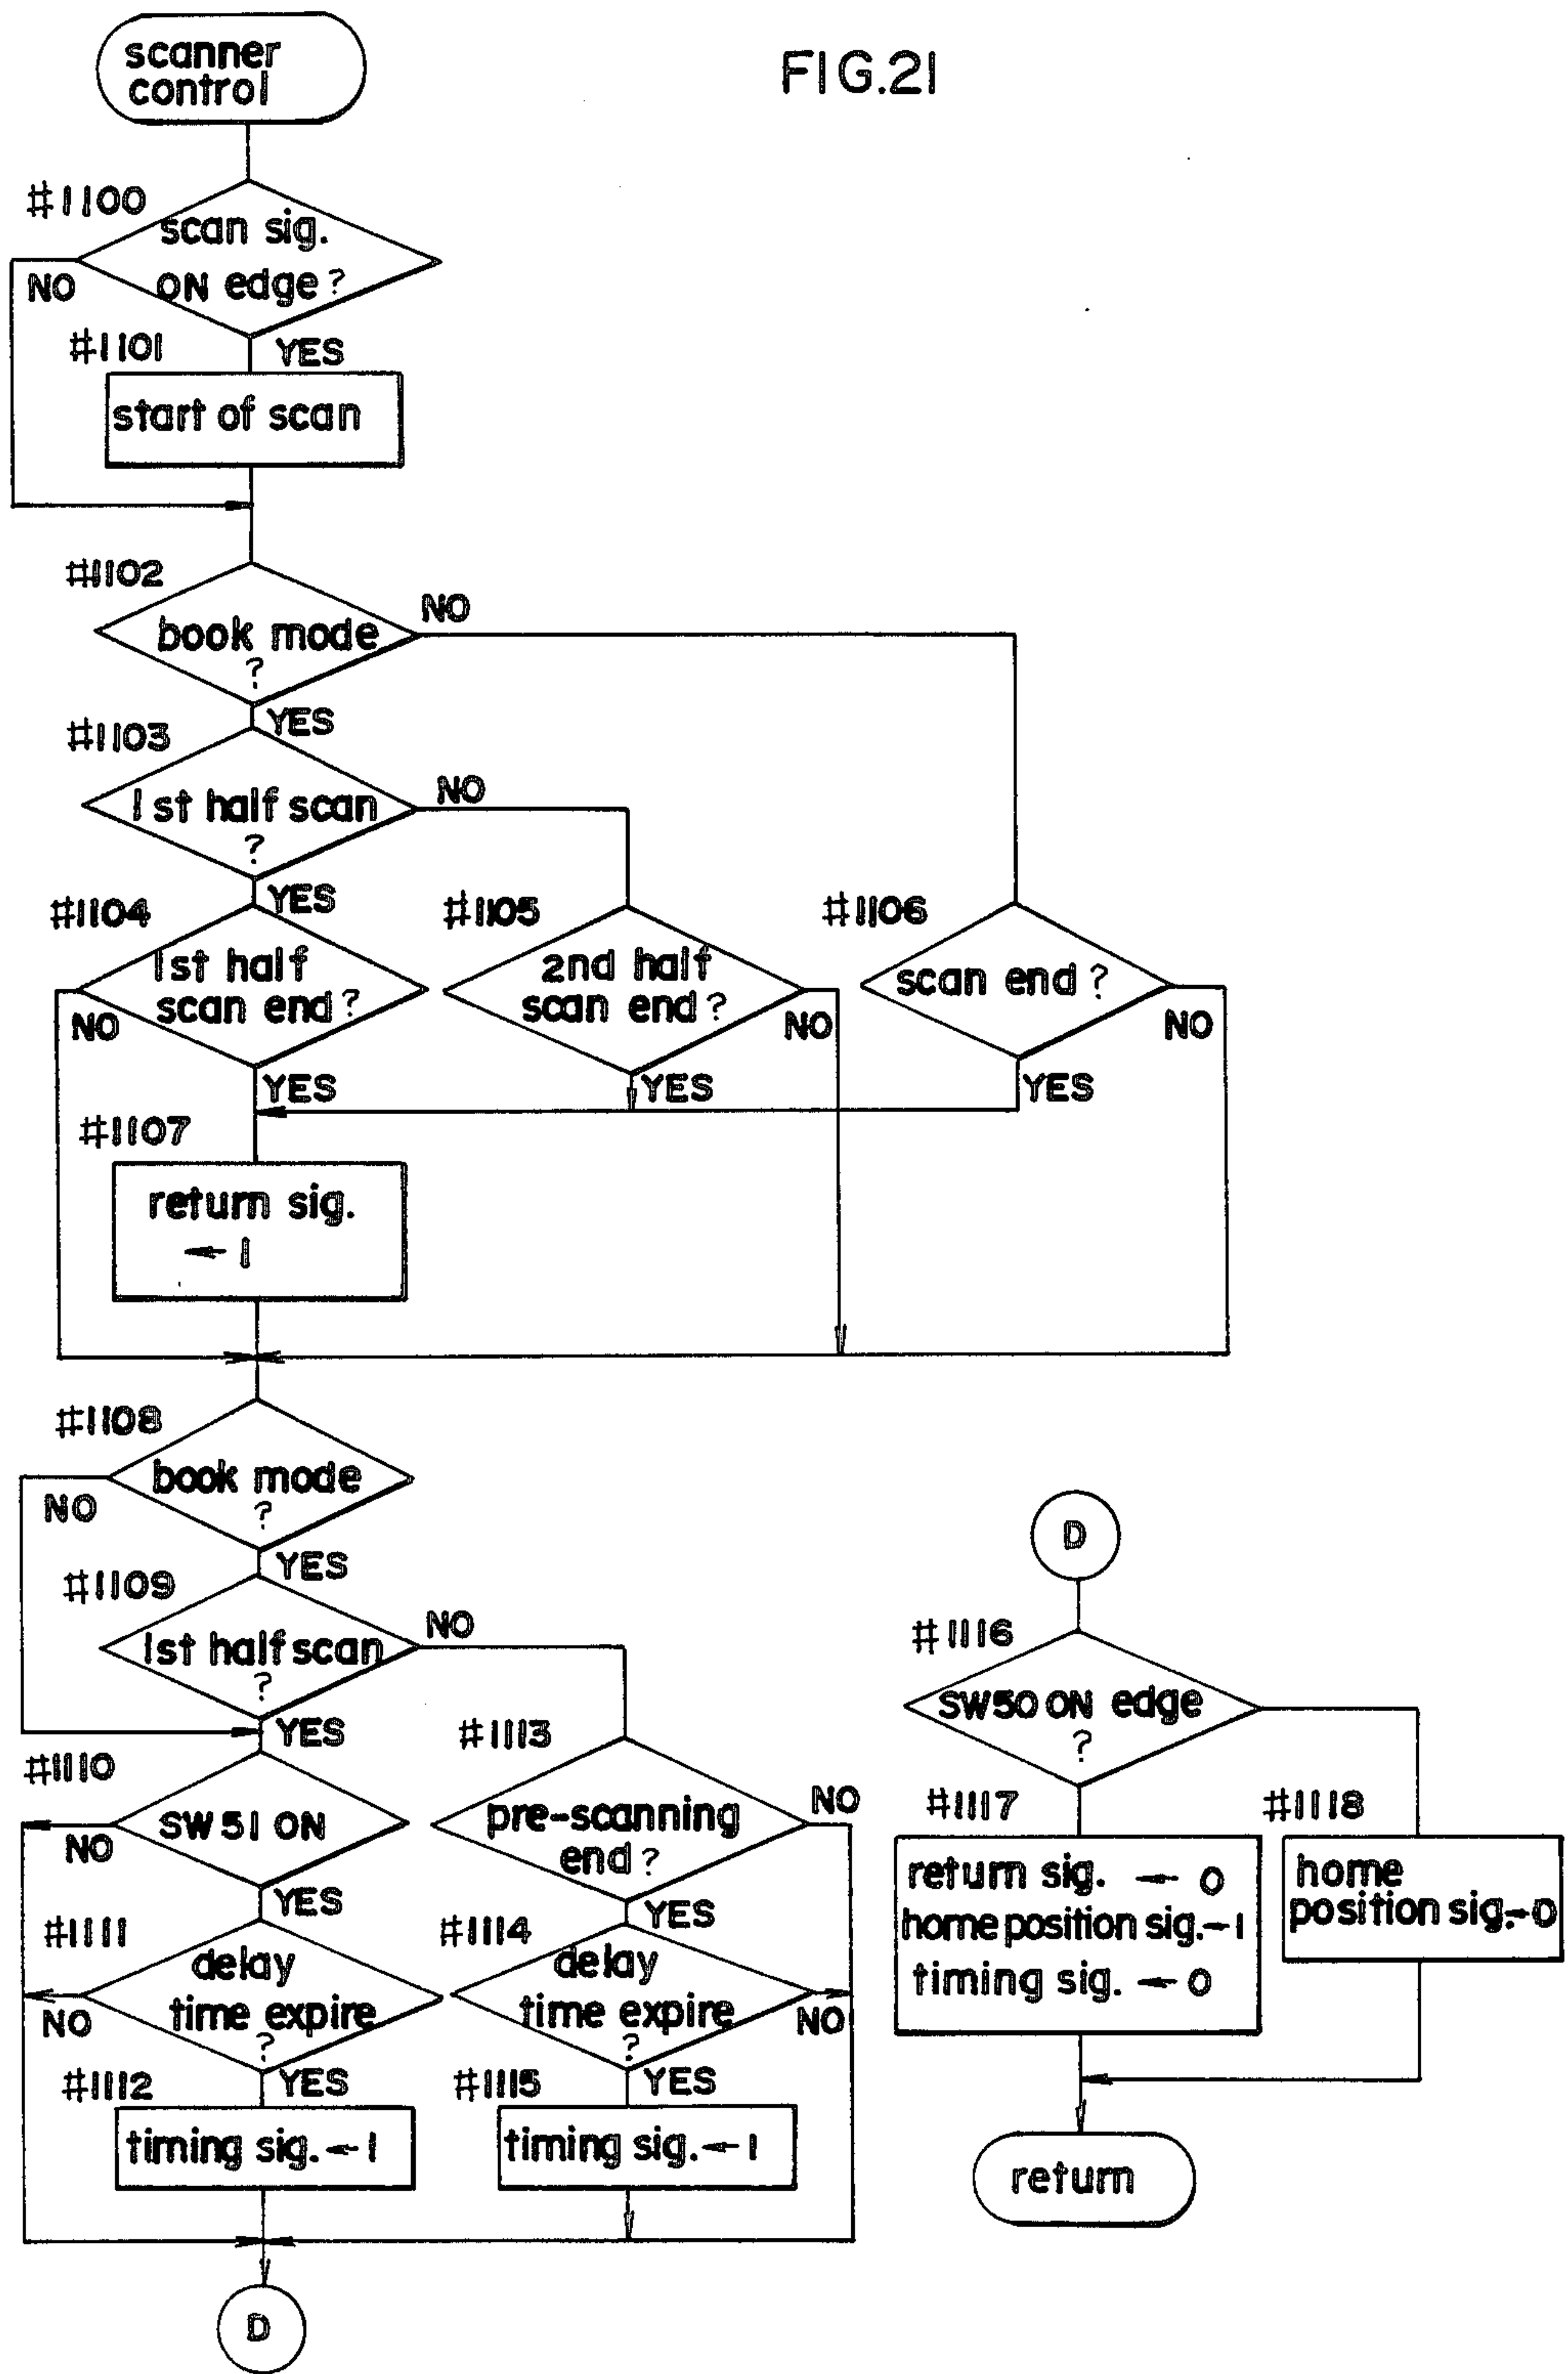 FIG.21
scanner
control
#1100
scan sig.
ON edge?
NO
#1101
YES
start of scan
#1102
book mode
?
NO
YES
#1103
1st half scan
?
NO
YES
#1104
1st half
scan end?
NO
YES
#1105
2nd half
scan end?
NO
YES
#1106
scan end?
NO
YES
#1107
return sig.
← 1
#1108
book mode
?
NO
YES
#1109
1st half scan
?
NO
YES
#1110
SW51 ON
NO
YES
#1111
delay
time expire
?
NO
YES
#1112
timing sig. ← 1
#1113
pre-scanning
end?
NO
YES
#1114
delay
time expire
?
NO
YES
#1115
timing sig. ← 1
D
D
#1116
SW50 ON edge
?
#1117
return sig. ← 0
home position sig. ← 1
timing sig. ← 0
#1118
home
position sig. ← 0
return